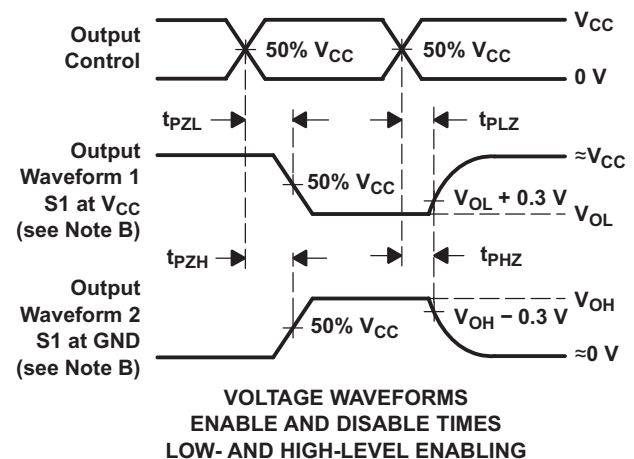 Output
Control
50% VCC
50% VCC
VCC
0 V
tPZL
tPLZ
Output
Waveform 1
S1 at VCC
(see Note B)
50% VCC
≈VCC
VOL + 0.3 V
VOL
tPZH
tPHZ
Output
Waveform 2
S1 at GND
(see Note B)
50% VCC
VOH
VOH − 0.3 V
≈0 V
VOLTAGE WAVEFORMS
ENABLE AND DISABLE TIMES
LOW- AND HIGH-LEVEL ENABLING